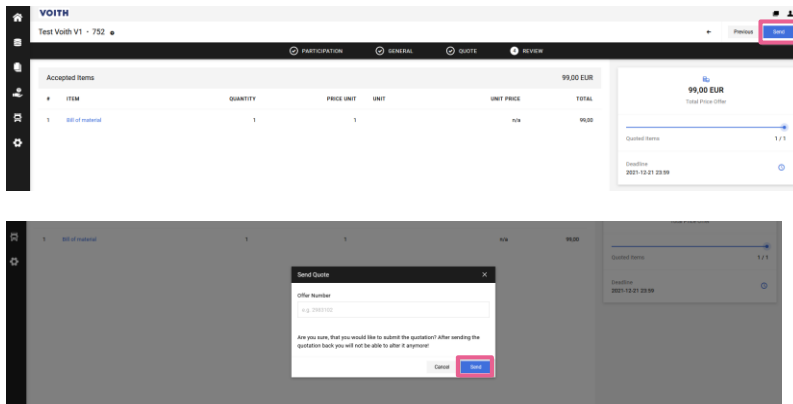 VOITH
Test Voith V1 • 752
Previous Send
PARTICIPATION GENERAL QUOTE 4 REVIEW
Accepted Items 99,00 EUR
# ITEM QUANTITY PRICE UNIT UNIT UNIT PRICE TOTAL
1 Bill of material 1 1 n/a 99,00
99,00 EUR
Total Price Offer
Quoted Items 1 / 1
Deadline
2021-12-21 23:59
1 Bill of material 1 1 n/a 99,00
Quoted Items 1 / 1
Deadline
2021-12-21 23:59
Send Quote
Offer Number
Are you sure, that you would like to submit the quotation? After sending the
quotation back you will not be able to alter it anymore!
Cancel Send